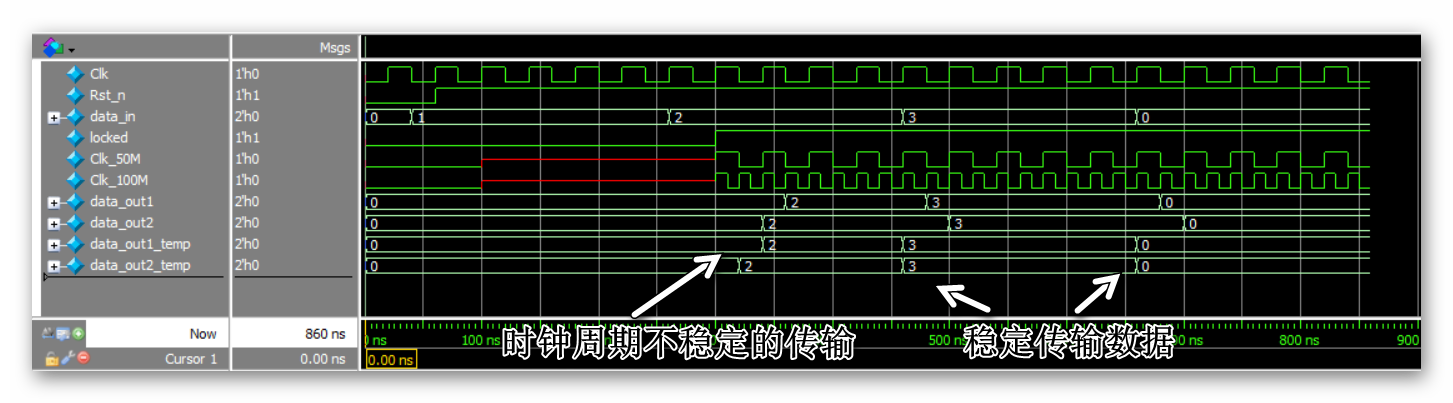 Msgs
Clk 1'h0
Rst_n 1'h1
data_in 2'h0 0 1 2 3 0
locked 1'h1
Clk_50M 1'h0
Clk_100M 1'h0
data_out1 2'h0 0 2 3 0
data_out2 2'h0 0 2 3 0
data_out1_temp 2'h0 0 2 3 0
data_out2_temp 2'h0 0 2 3 0
时钟周期不稳定的传输 稳定传输数据
Now 860 ns ns 100 ns 500 ns 800 ns 900
Cursor 1 0.00 ns 0.00 ns